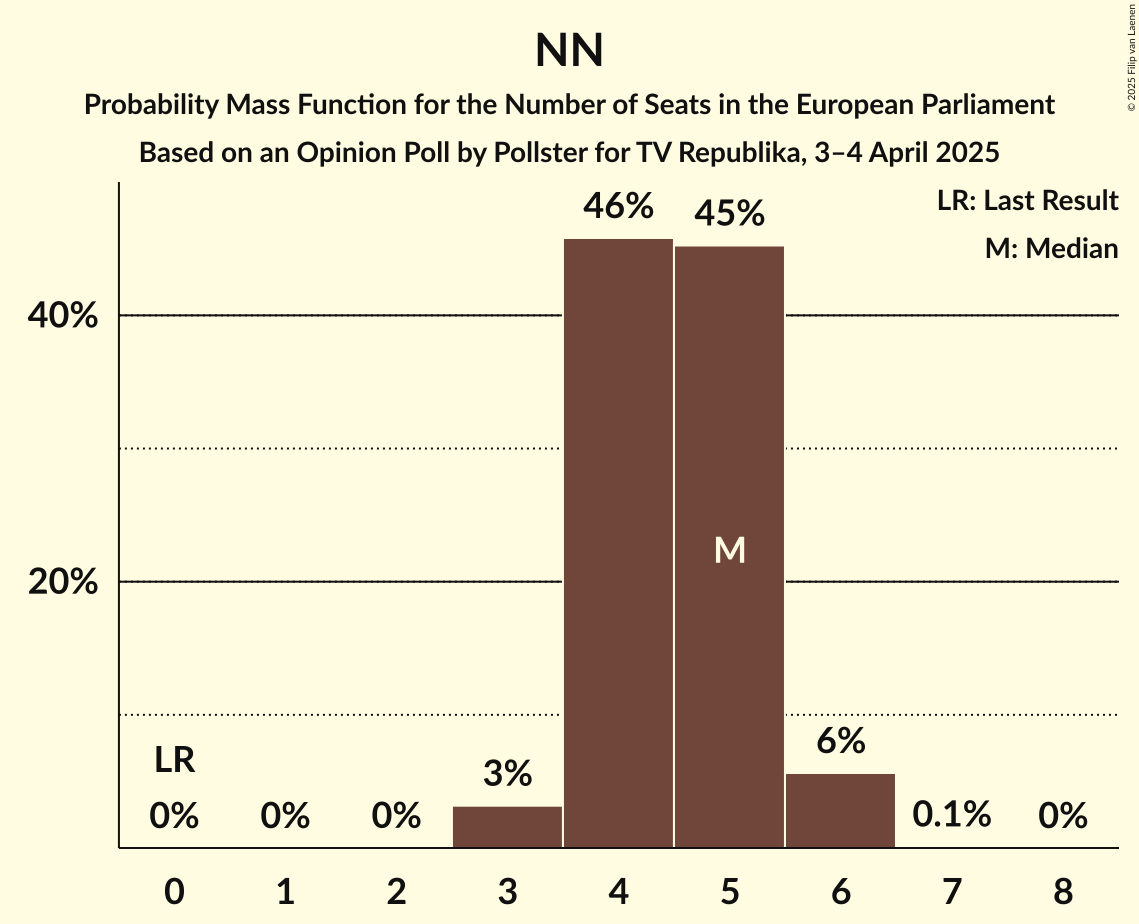 NN
Probability Mass Function for the Number of Seats in the European Parliament
Based on an Opinion Poll by Pollster for TV Republika, 3–4 April 2025
© 2025 Filip van Laenen
LR: Last Result
M: Median
46%
45%
40%
M
20%
LR
0%
0%
0%
3%
6%
0.1%
0%
0
1
2
3
4
5
6
7
8